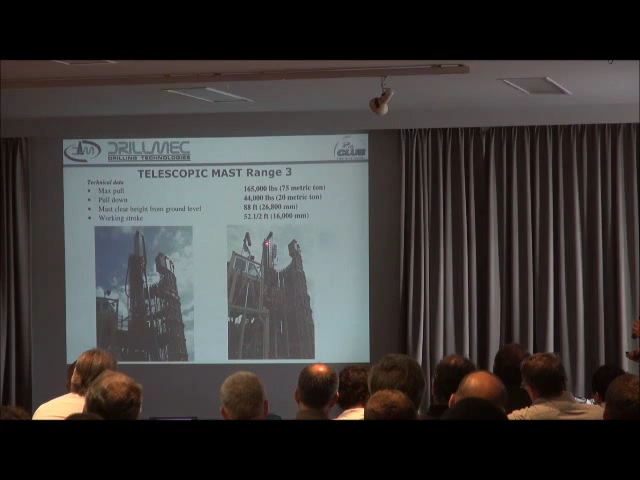 DRILLMEC
DRILLING TECHNOLOGIES
TELESCOPIC MAST Range 3
Technical data
• Max pull 165,000 lbs (75 metric ton)
• Pull down 44,000 lbs (20 metric ton)
• Mast clear height from ground level 88 ft (26,800 mm)
• Working stroke 52.1/2 ft (16,000 mm)